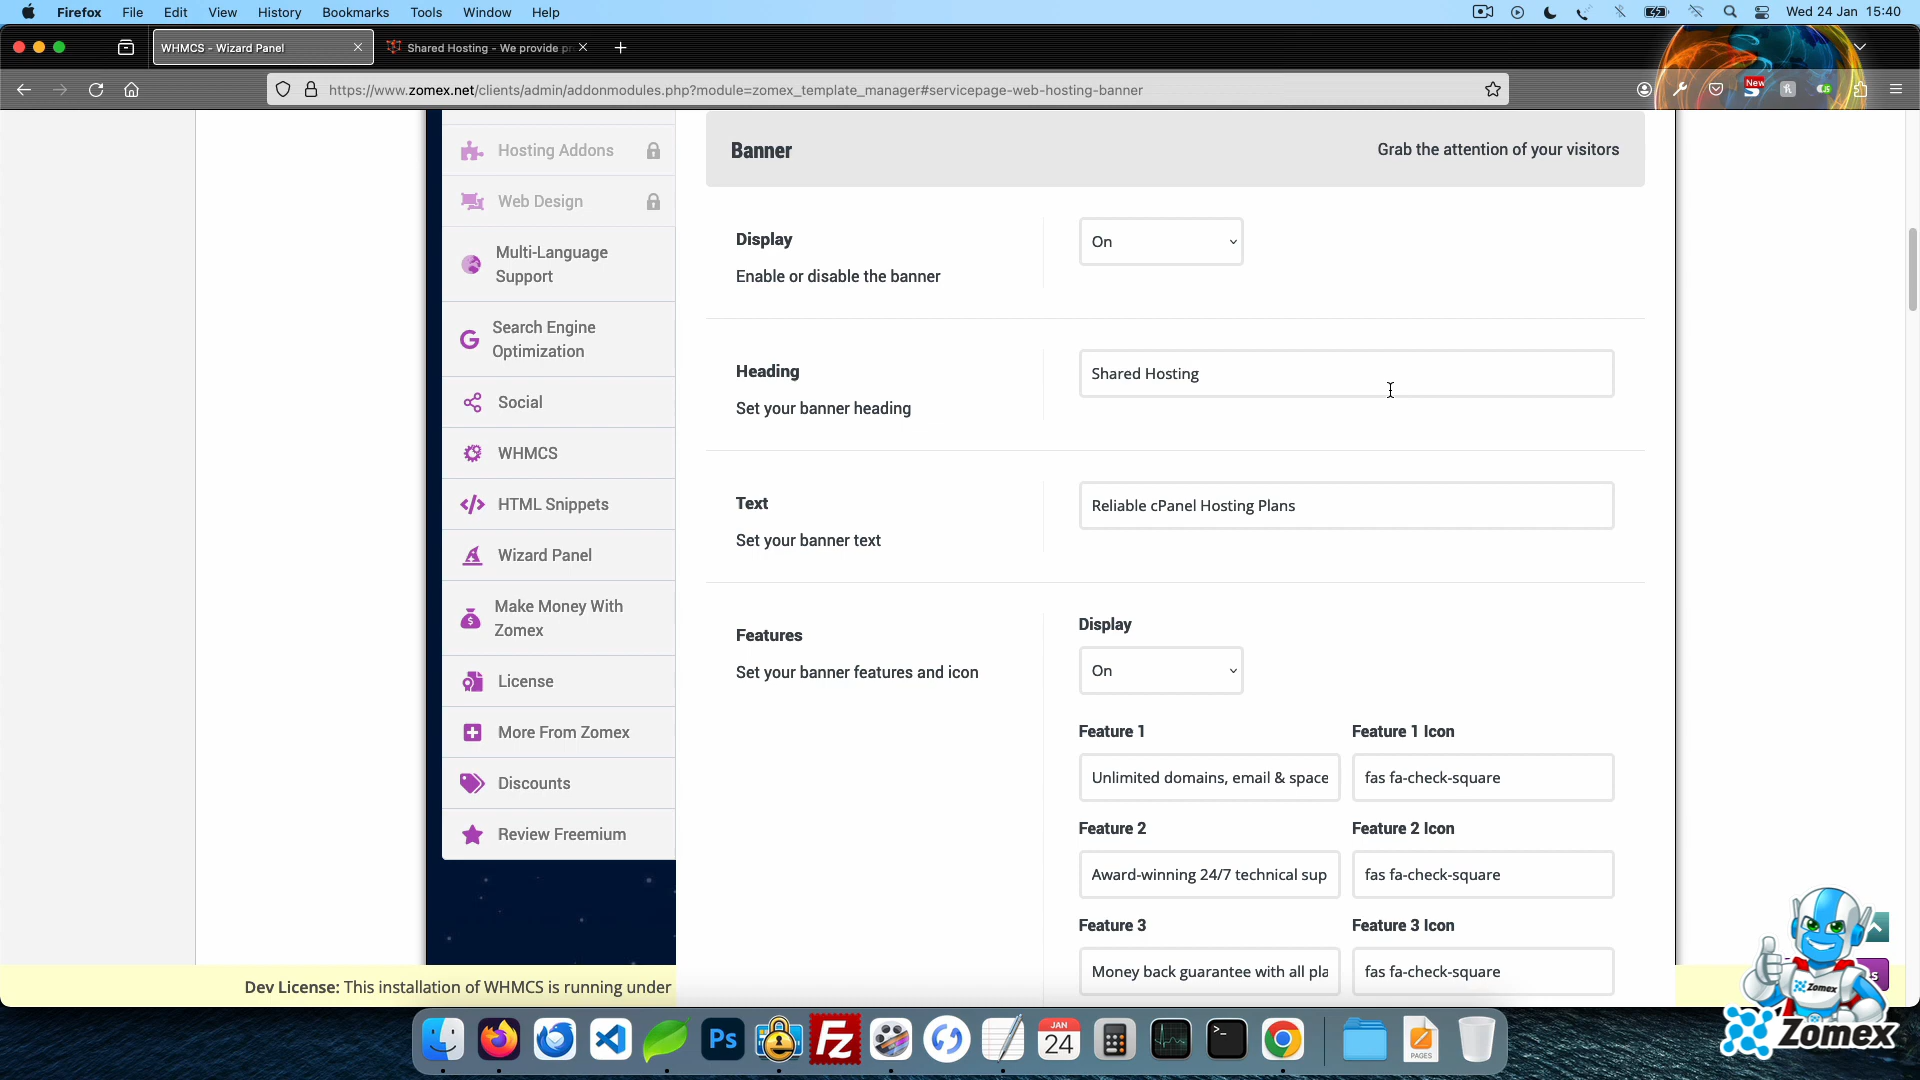 Firefox File Edit View History Bookmarks Tools Window Help
Wed 24 Jan 15:40
WHMCS - Wizard Panel
Shared Hosting - We provide pr
https://www.zomex.net/clients/admin/addonmodules.php?module=zomex_template_manager#servicepage-web-hosting-banner
New
Hosting Addons
Web Design
Multi-Language
Support
Search Engine
Optimization
Social
WHMCS
HTML Snippets
Wizard Panel
Make Money With
Zomex
License
More From Zomex
Discounts
Review Freemium
Banner
Grab the attention of your visitors
Display
Enable or disable the banner
On
Heading
Set your banner heading
Shared Hosting
Text
Set your banner text
Reliable cPanel Hosting Plans
Features
Set your banner features and icon
Display
On
Feature 1
Feature 1 Icon
Unlimited domains, email & space
fas fa-check-square
Feature 2
Feature 2 Icon
Award-winning 24/7 technical sup
fas fa-check-square
Feature 3
Feature 3 Icon
Money back guarantee with all pla
fas fa-check-square
Dev License: This installation of WHMCS is running under
Ps
Fz
JAN
24
PAGES
Zomex
Zomex